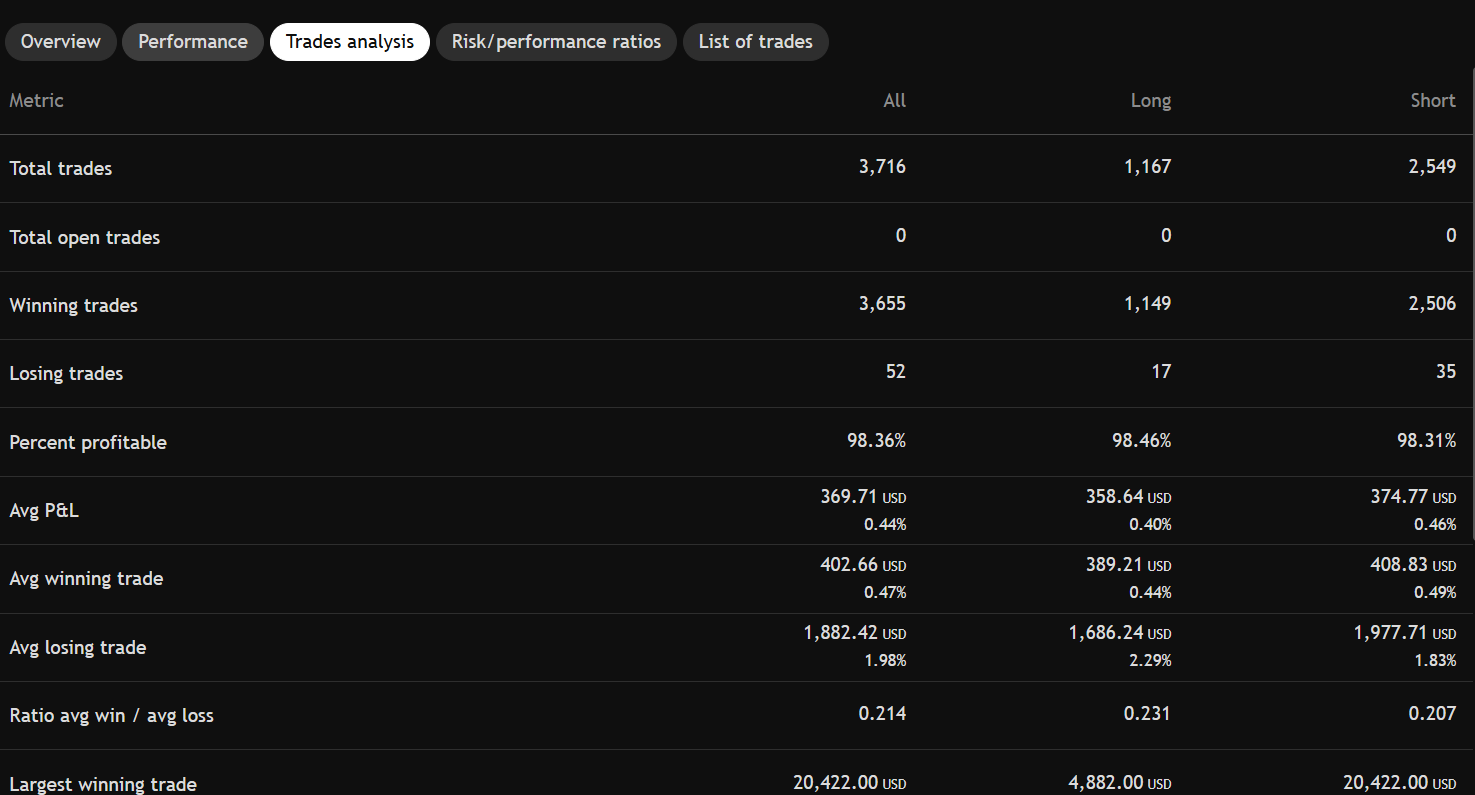 Overview Performance Trades analysis Risk/performance ratios List of trades
Metric All Long Short
Total trades 3,716 1,167 2,549
Total open trades 0 0 0
Winning trades 3,655 1,149 2,506
Losing trades 52 17 35
Percent profitable 98.36% 98.46% 98.31%
Avg P&L 369.71 USD 358.64 USD 374.77 USD
0.44% 0.40% 0.46%
Avg winning trade 402.66 USD 389.21 USD 408.83 USD
0.47% 0.44% 0.49%
Avg losing trade 1,882.42 USD 1,686.24 USD 1,977.71 USD
1.98% 2.29% 1.83%
Ratio avg win / avg loss 0.214 0.231 0.207
Largest winning trade 20,422.00 USD 4,882.00 USD 20,422.00 USD